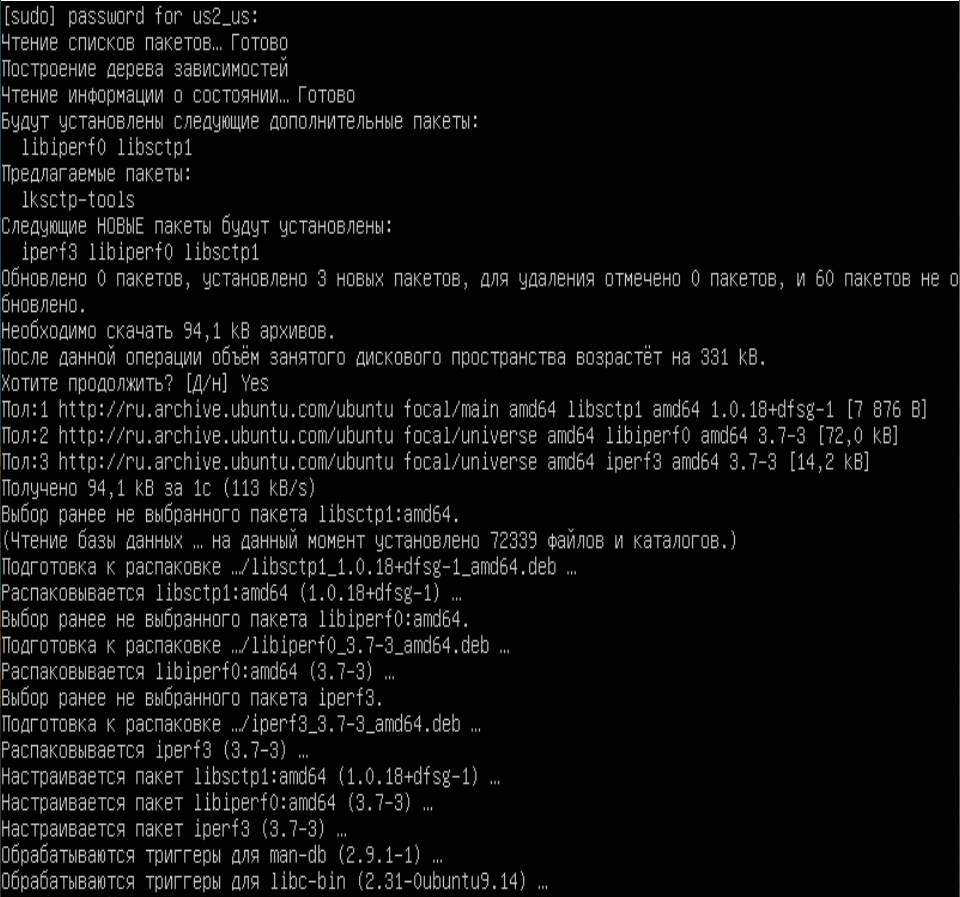 [sudo] password for us2_us:
Чтение списков пакетов… Готово
Построение дерева зависимостей
Чтение информации о состоянии… Готово
Будут установлены следующие дополнительные пакеты:
  libiperf0 libsctp1
Предлагаемые пакеты:
  lksctp-tools
Следующие НОВЫЕ пакеты будут установлены:
  iperf3 libiperf0 libsctp1
Обновлено 0 пакетов, установлено 3 новых пакетов, для удаления отмечено 0 пакетов, и 60 пакетов не о
бновлено.
Необходимо скачать 94,1 kB архивов.
После данной операции объём занятого дискового пространства возрастёт на 331 kB.
Хотите продолжить? [Д/н] Yes
Пол:1 http://ru.archive.ubuntu.com/ubuntu focal/main amd64 libsctp1 amd64 1.0.18+dfsg-1 [7 876 B]
Пол:2 http://ru.archive.ubuntu.com/ubuntu focal/universe amd64 libiperf0 amd64 3.7-3 [72,0 kB]
Пол:3 http://ru.archive.ubuntu.com/ubuntu focal/universe amd64 iperf3 amd64 3.7-3 [14,2 kB]
Получено 94,1 kB за 1с (113 kB/s)
Выбор ранее не выбранного пакета libsctp1:amd64.
(Чтение базы данных … на данный момент установлено 72339 файлов и каталогов.)
Подготовка к распаковке …/libsctp1_1.0.18+dfsg-1_amd64.deb …
Распаковывается libsctp1:amd64 (1.0.18+dfsg-1) …
Выбор ранее не выбранного пакета libiperf0:amd64.
Подготовка к распаковке …/libiperf0_3.7-3_amd64.deb …
Распаковывается libiperf0:amd64 (3.7-3) …
Выбор ранее не выбранного пакета iperf3.
Подготовка к распаковке …/iperf3_3.7-3_amd64.deb …
Распаковывается iperf3 (3.7-3) …
Настраивается пакет libsctp1:amd64 (1.0.18+dfsg-1) …
Настраивается пакет libiperf0:amd64 (3.7-3) …
Настраивается пакет iperf3 (3.7-3) …
Обрабатываются триггеры для man-db (2.9.1-1) …
Обрабатываются триггеры для libc-bin (2.31-0ubuntu9.14) …